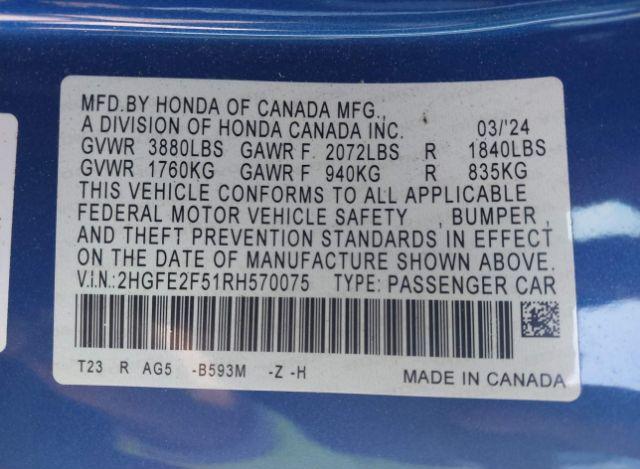 MFD.BY HONDA OF CANADA MFG.,
A DIVISION OF HONDA CANADA INC. 03/'24
GVWR 3880LBS GAWR F 2072LBS R 1840LBS
GVWR 1760KG GAWR F 940KG R 835KG
THIS VEHICLE CONFORMS TO ALL APPLICABLE
FEDERAL MOTOR VEHICLE SAFETY , BUMPER ,
AND THEFT PREVENTION STANDARDS IN EFFECT
ON THE DATE OF MANUFACTURE SHOWN ABOVE.
V.I.N.:2HGFE2F51RH570075 TYPE: PASSENGER CAR
T23 R AG5 -B593M -Z -H
MADE IN CANADA